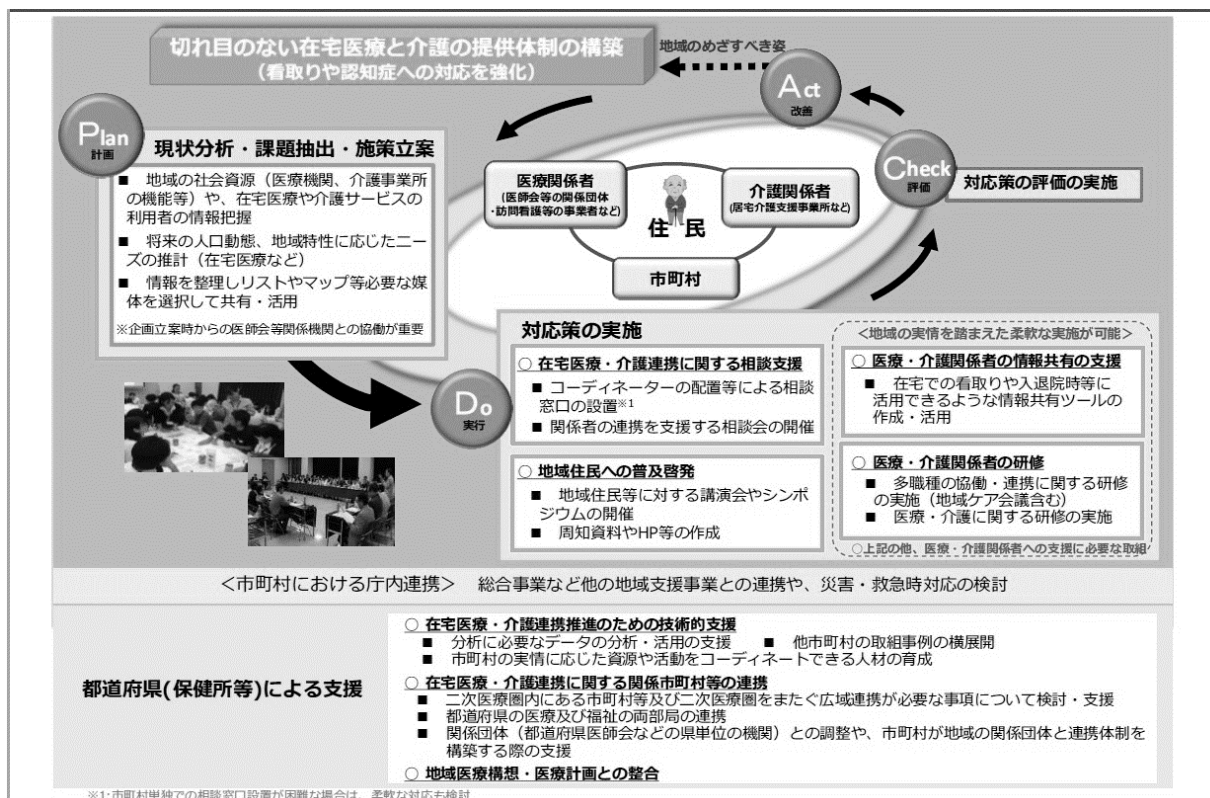 切れ目のない在宅医療と介護の提供体制の構築
（看取りや認知症への対応を強化）
地域のめざすべき姿
Act
改善
Plan
計画
現状分析・課題抽出・施策立案
■ 地域の社会資源（医療機関、介護事業所
の機能等）や、在宅医療や介護サービスの
利用者の情報把握
■ 将来の人口動態、地域特性に応じたニー
ズの推計（在宅医療など）
■ 情報を整理しリストやマップ等必要な媒
体を選択して共有・活用
※企画立案時からの医師会等関係機関との協働が重要
医療関係者
（医師会等の関係団体
・訪問看護等の事業者など）
介護関係者
（居宅介護支援事業所など）
住民
市町村
Check
評価
対応策の評価の実施
Do
実行
対応策の実施
○ 在宅医療・介護連携に関する相談支援
■ コーディネーターの配置等による相談
窓口の設置※1
■ 関係者の連携を支援する相談会の開催
○ 地域住民への普及啓発
■ 地域住民等に対する講演会やシンポ
ジウムの開催
■ 周知資料やHP等の作成
＜地域の実情を踏まえた柔軟な実施が可能＞
○ 医療・介護関係者の情報共有の支援
■ 在宅での看取りや入退院時等に
活用できるような情報共有ツールの
作成・活用
○ 医療・介護関係者の研修
■ 多職種の協働・連携に関する研修
の実施（地域ケア会議含む）
■ 医療・介護に関する研修の実施
○上記の他、医療・介護関係者への支援に必要な取組
＜市町村における庁内連携＞ 総合事業など他の地域支援事業との連携や、災害・救急時対応の検討
都道府県(保健所等)による支援
○ 在宅医療・介護連携推進のための技術的支援
■ 分析に必要なデータの分析・活用の支援 ■ 他市町村の取組事例の横展開
■ 市町村の実情に応じた資源や活動をコーディネートできる人材の育成
○ 在宅医療・介護連携に関する関係市町村等の連携
■ 二次医療圏内にある市町村等及び二次医療圏をまたぐ広域連携が必要な事項について検討・支援
■ 都道府県の医療及び福祉の両部局の連携
■ 関係団体（都道府県医師会などの県単位の機関）との調整や、市町村が地域の関係団体と連携体制を
構築する際の支援
○ 地域医療構想・医療計画との整合
※1:市町村単独での相談窓口設置が困難な場合は、柔軟な対応も検討